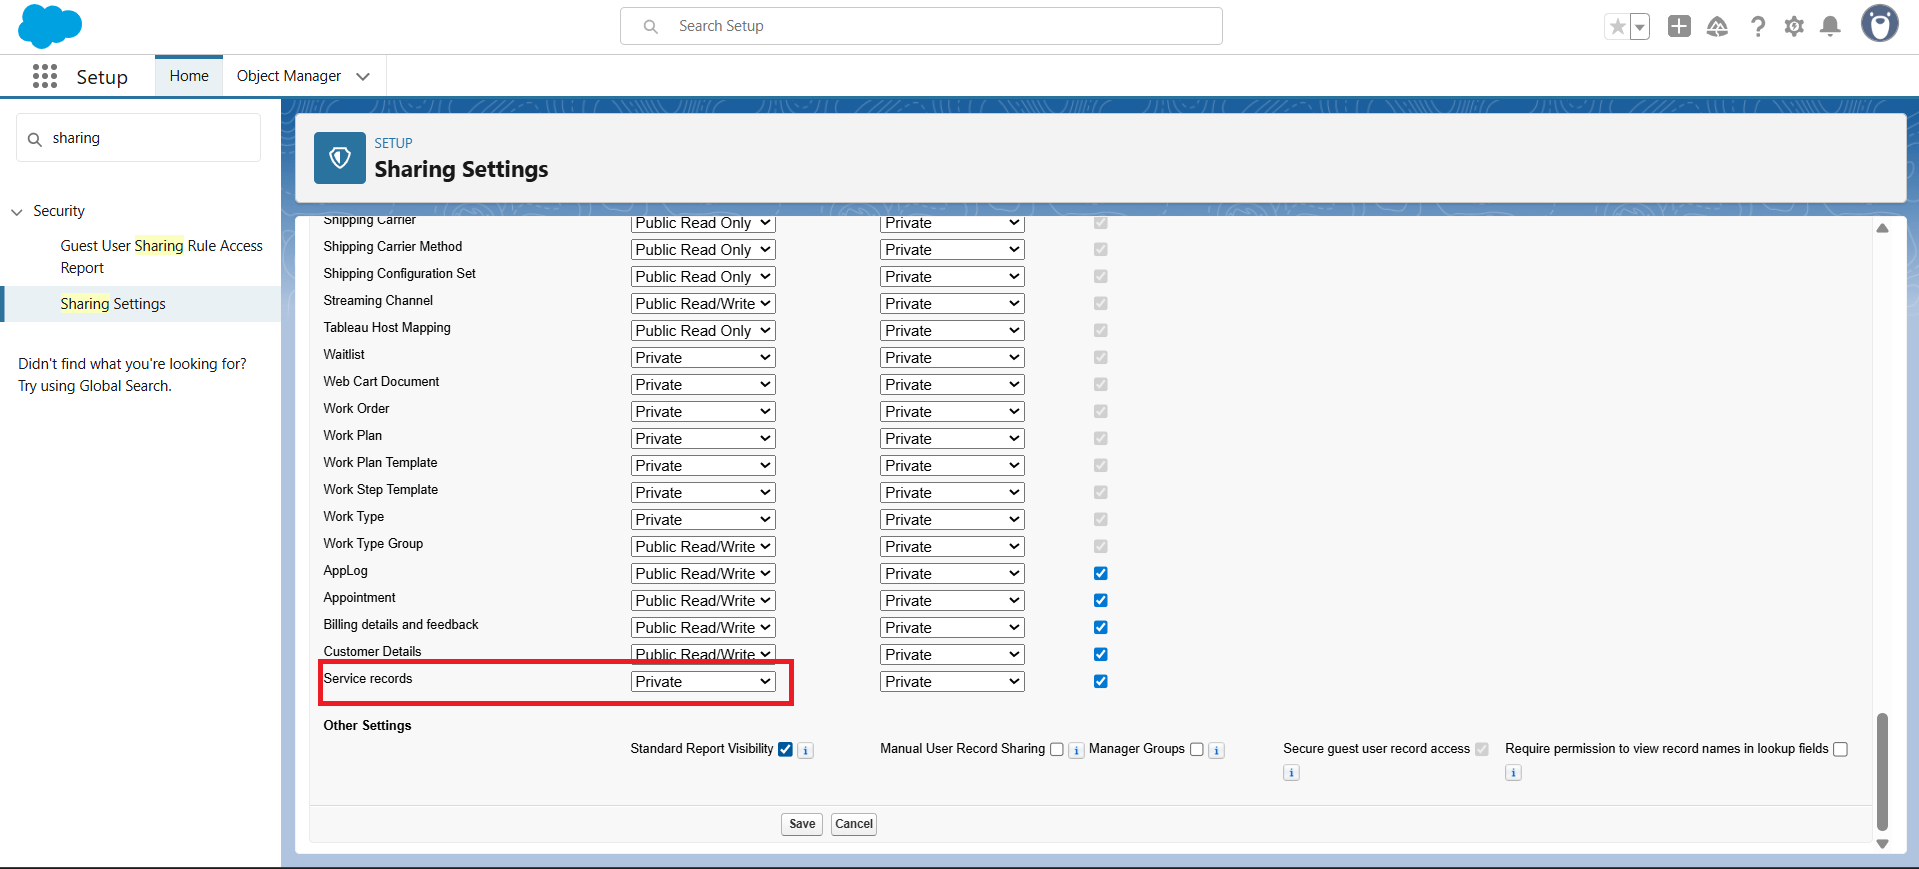 Search Setup
Setup
Home
Object Manager
sharing
Security
Guest User Sharing Rule Access
Report
Sharing Settings
Didn't find what you're looking for?
Try using Global Search.
SETUP
Sharing Settings
Shipping Carrier Public Read Only Private
Shipping Carrier Method Public Read Only Private
Shipping Configuration Set Public Read Only Private
Streaming Channel Public Read/Write Private
Tableau Host Mapping Public Read Only Private
Waitlist Private Private
Web Cart Document Private Private
Work Order Private Private
Work Plan Private Private
Work Plan Template Private Private
Work Step Template Private Private
Work Type Private Private
Work Type Group Public Read/Write Private
AppLog Public Read/Write Private
Appointment Public Read/Write Private
Billing details and feedback Public Read/Write Private
Customer Details Public Read/Write Private
Service records Private Private
Other Settings
Standard Report Visibility i Manual User Record Sharing i Manager Groups i Secure guest user record access Require permission to view record names in lookup fields
i i
Save Cancel